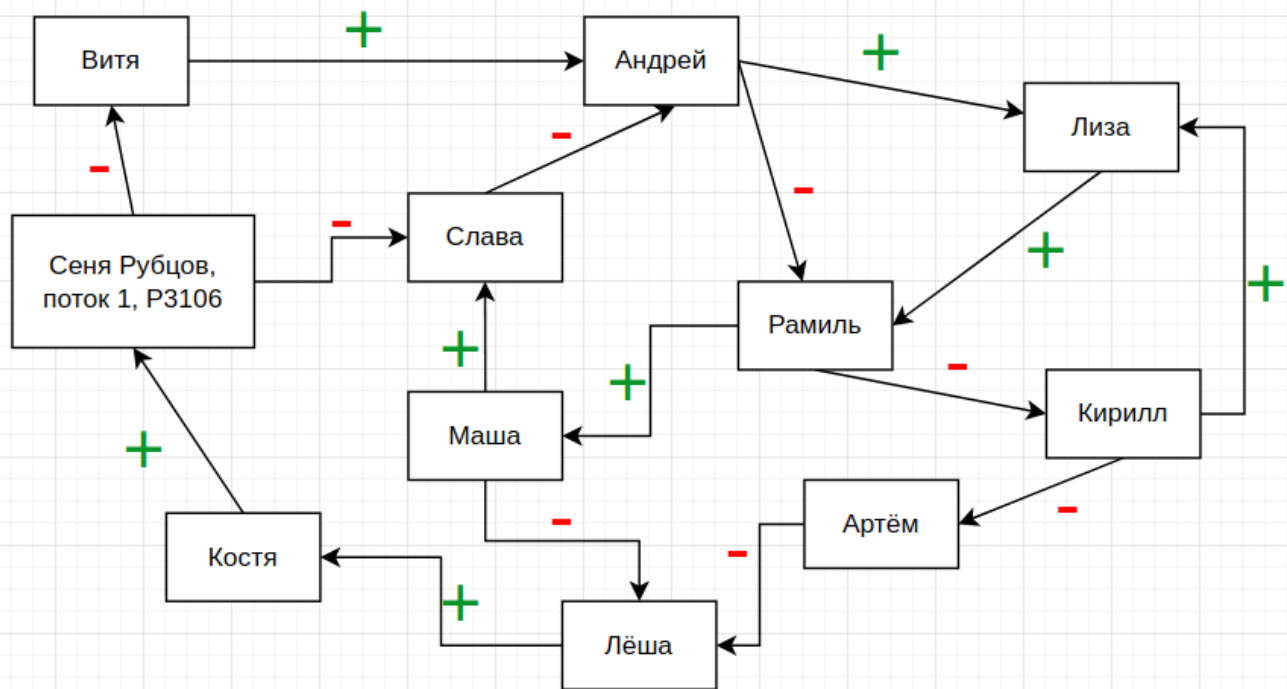 Витя
+
Андрей
+
Лиза
-
-
-
-
Слава
+
Сеня Рубцов,
поток 1, Р3106
+
Рамиль
+
+
-
Маша
Кирилл
+
-
-
Артём
-
Костя
+
Лёша